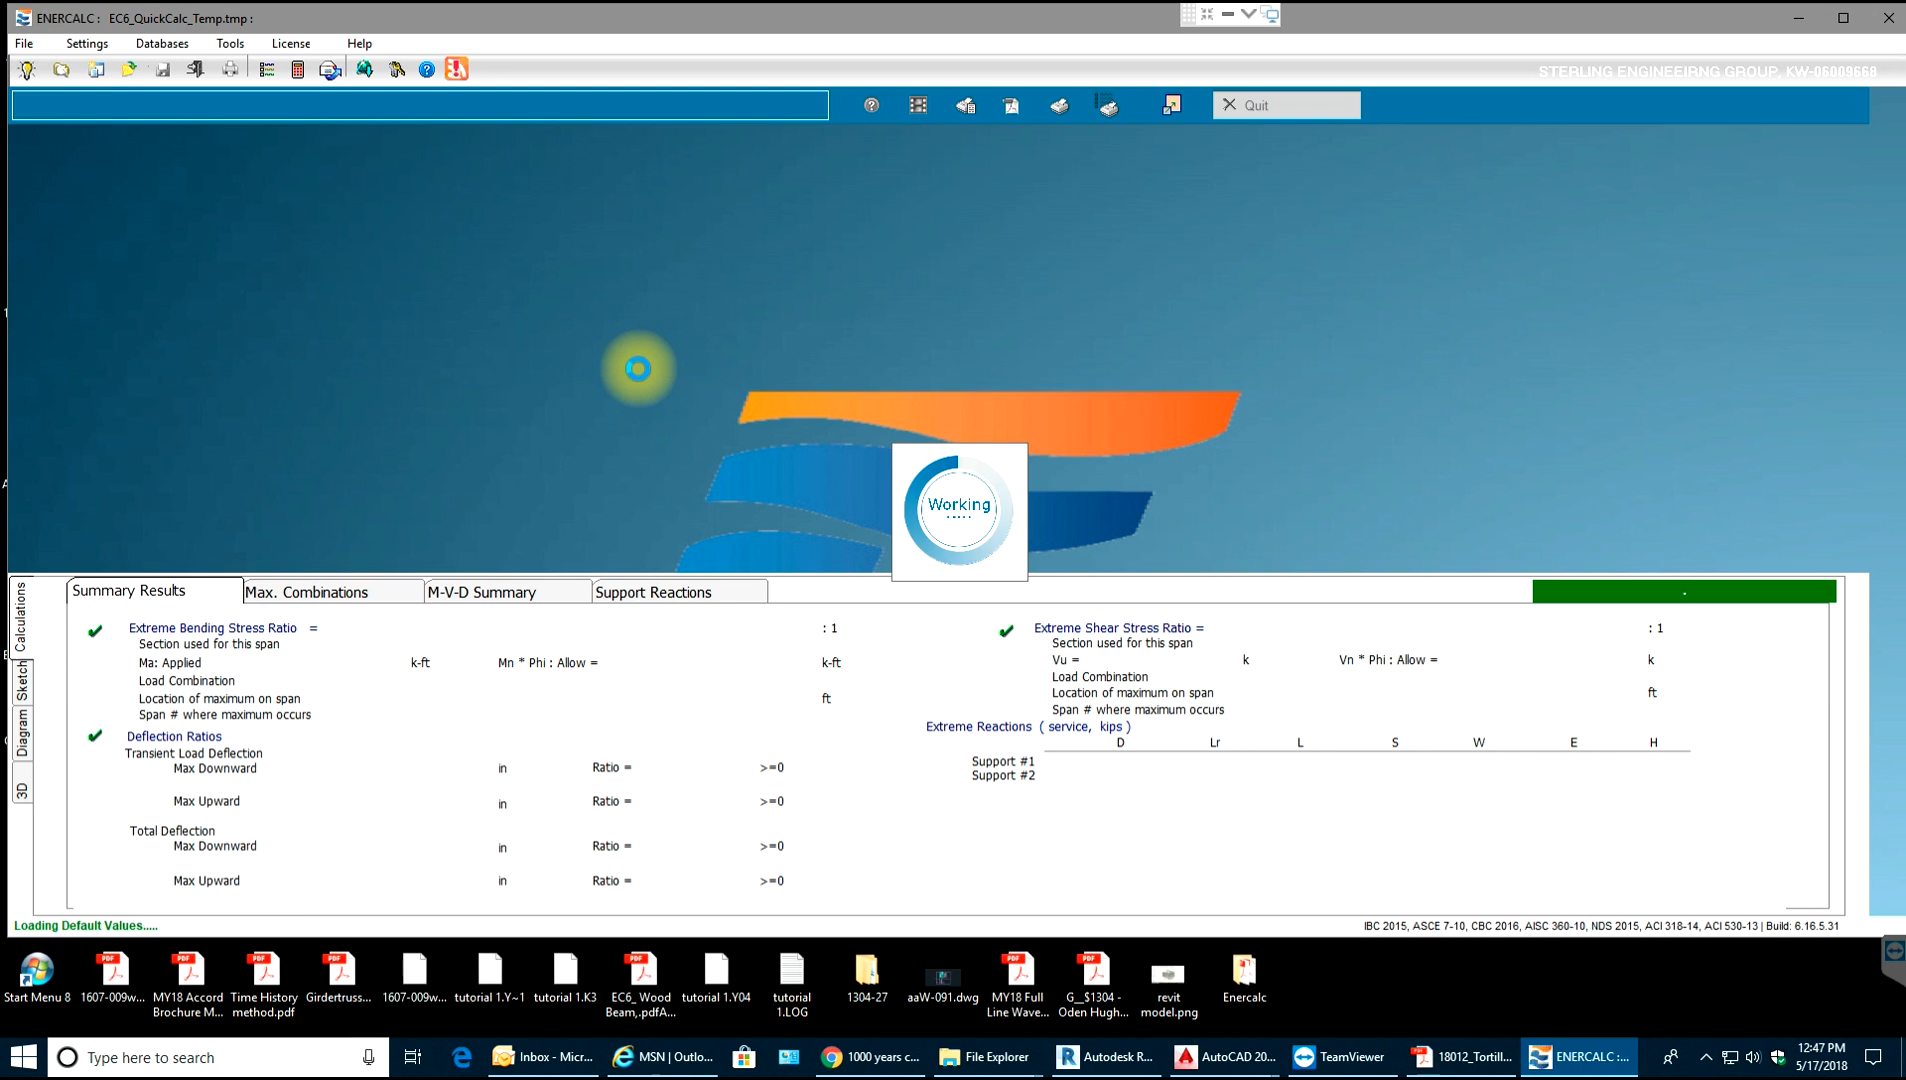 ENERCALC : EC6_QuickCalc_Temp.tmp :
File Settings Databases Tools License Help
STERLING ENGINEEIRNG GROUP, KW-06009668
Quit
Working
.....
Calculations
Sketch
Diagram
3D
Summary Results Max. Combinations M-V-D Summary Support Reactions
Extreme Bending Stress Ratio = : 1
Section used for this span
Ma: Applied k-ft Mn * Phi : Allow = k-ft
Load Combination
Location of maximum on span ft
Span # where maximum occurs
Extreme Shear Stress Ratio = : 1
Section used for this span
Vu = k Vn * Phi : Allow = k
Load Combination
Location of maximum on span ft
Span # where maximum occurs
Deflection Ratios
Transient Load Deflection
Max Downward in Ratio = >=0
Max Upward in Ratio = >=0
Total Deflection
Max Downward in Ratio = >=0
Max Upward in Ratio = >=0
Extreme Reactions ( service, kips )
D Lr L S W E H
Support #1
Support #2
Loading Default Values.....
IBC 2015, ASCE 7-10, CBC 2016, AISC 360-10, NDS 2015, ACI 318-14, ACI 530-13 | Build: 6.16.5.31
Start Menu 8
1607-009w...
MY18 Accord
Brochure M...
Time History
method.pdf
Girdertruss...
1607-009w...
tutorial 1.Y~1
tutorial 1.K3
EC6_ Wood
Beam,.pdfA...
tutorial 1.Y04
tutorial
1.LOG
1304-27
aaW-091.dwg
MY18 Full
Line Wave...
G__$1304 -
Oden Hugh...
revit
model.png
Enercalc
Type here to search
Inbox - Micr...
MSN | Outlo...
1000 years c...
File Explorer
Autodesk R...
AutoCAD 20...
TeamViewer
18012_Tortill...
ENERCALC :...
12:47 PM
5/17/2018